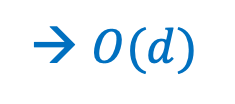 → O(d)